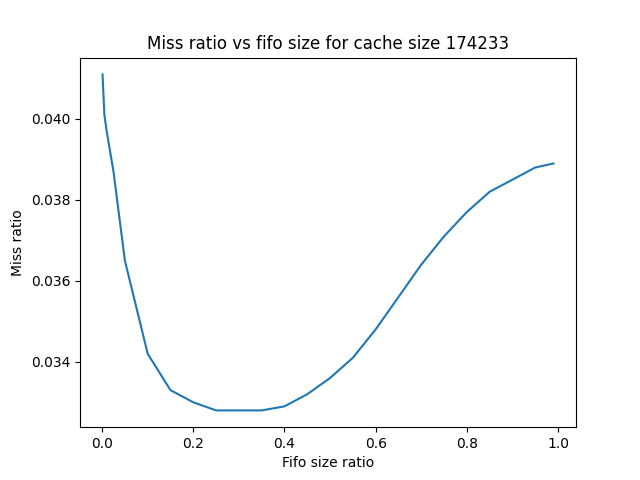 Miss ratio vs fifo size for cache size 174233
Miss ratio
0.040
0.038
0.036
0.034
0.0 0.2 0.4 0.6 0.8 1.0
Fifo size ratio